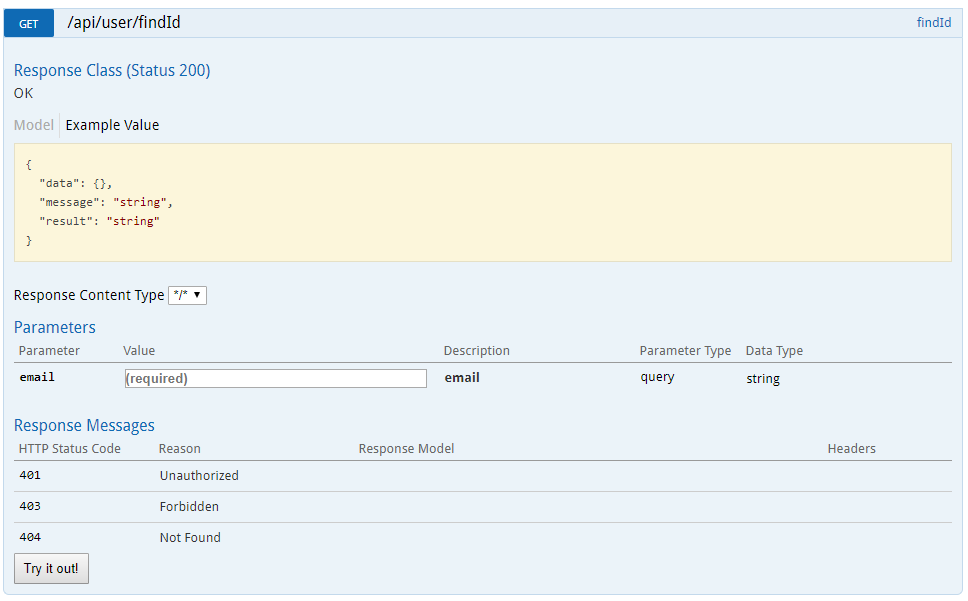 GET /api/user/findId findId
Response Class (Status 200)
OK
Model Example Value
{
"data": {},
"message": "string",
"result": "string"
}
Response Content Type */* ▼
Parameters
Parameter Value Description Parameter Type Data Type
email (required) email query string
Response Messages
HTTP Status Code Reason Response Model Headers
401 Unauthorized
403 Forbidden
404 Not Found
Try it out!